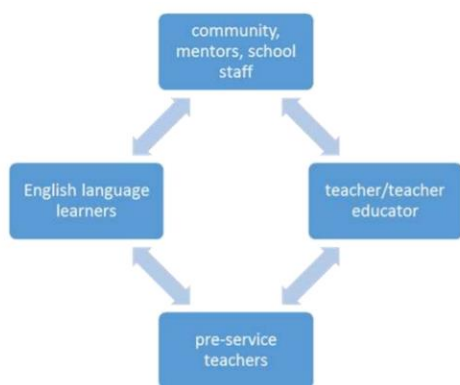 community,
mentors, school
staff
English language
learners
teacher/teacher
educator
pre-service
teachers